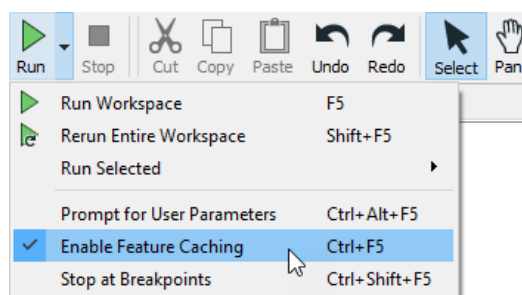 Run Stop Cut Copy Paste Undo Redo Select Pan
Run Workspace F5
Rerun Entire Workspace Shift+F5
Run Selected
Prompt for User Parameters Ctrl+Alt+F5
Enable Feature Caching Ctrl+F5
Stop at Breakpoints Ctrl+Shift+F5